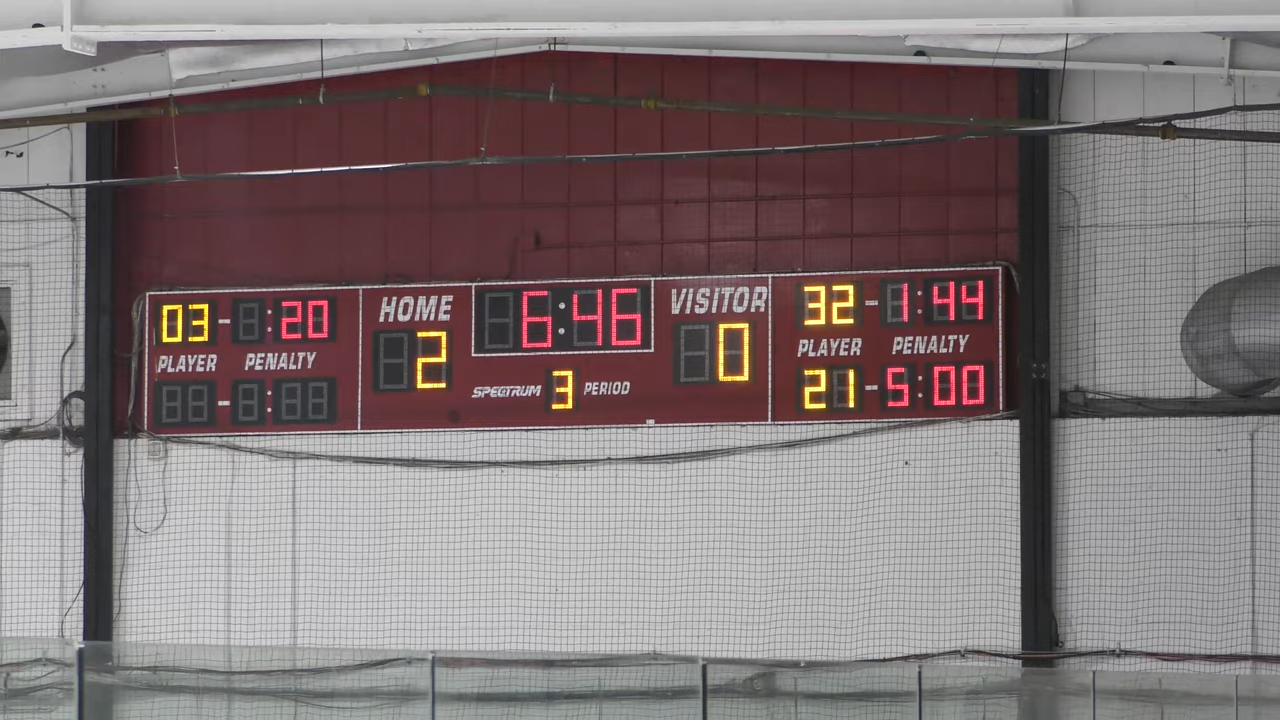 03 - :20
PLAYER PENALTY
HOME
2
6:46
SPECTRUM 3 PERIOD
VISITOR
0
32 - 1:44
PLAYER PENALTY
21 - 5:00